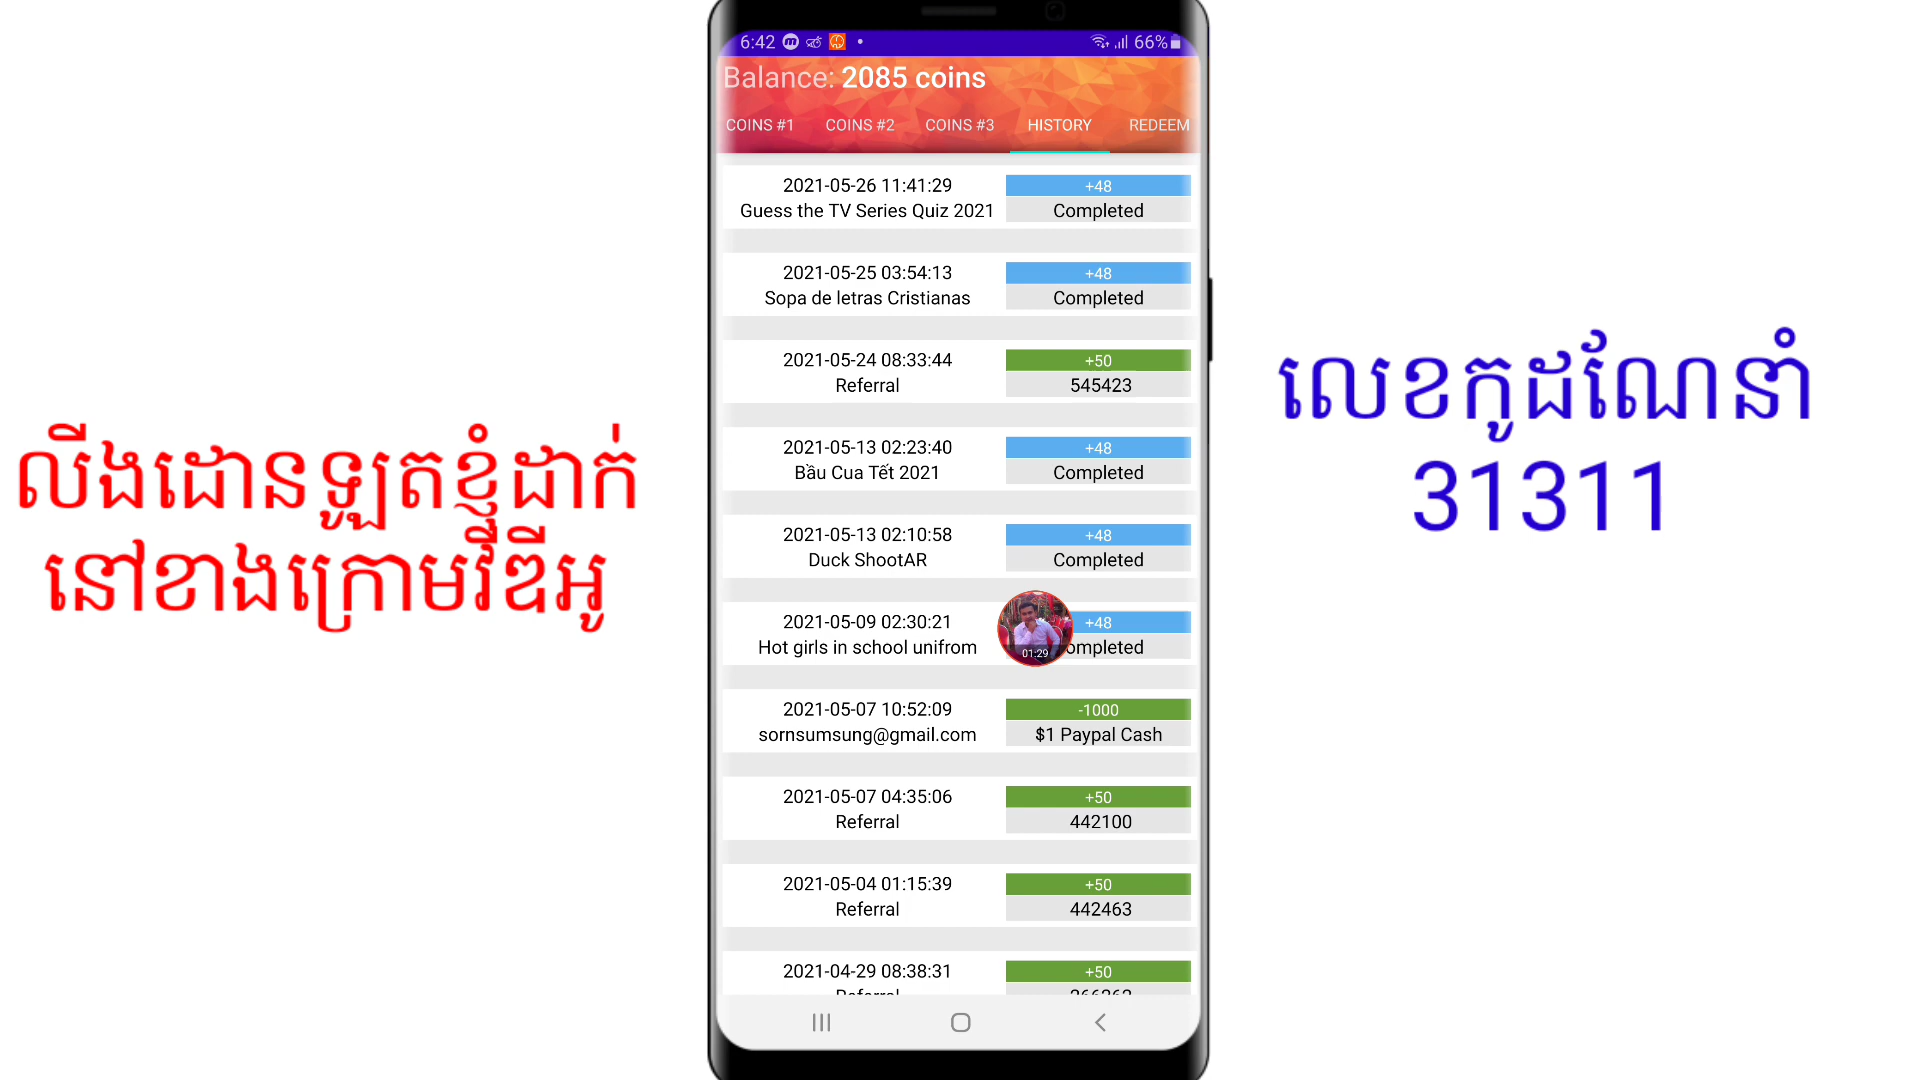 6:42
66%
Balance: 2085 coins
COINS #1 COINS #2 COINS #3 HISTORY REDEEM
2021-05-26 11:41:29 +48
Guess the TV Series Quiz 2021 Completed
2021-05-25 03:54:13 +48
Sopa de letras Cristianas Completed
2021-05-24 08:33:44 +50
Referral 545423
2021-05-13 02:23:40 +48
Bầu Cua Tết 2021 Completed
2021-05-13 02:10:58 +48
Duck ShootAR Completed
2021-05-09 02:30:21 +48
Hot girls in school unifrom ompleted
01:29
2021-05-07 10:52:09 -1000
sornsumsung@gmail.com $1 Paypal Cash
2021-05-07 04:35:06 +50
Referral 442100
2021-05-04 01:15:39 +50
Referral 442463
2021-04-29 08:38:31 +50
លីងដោនឡូតខ្ញុំដាក់
នៅខាងក្រោមវីឌីអូ
លេខកូដណែនាំ
31311